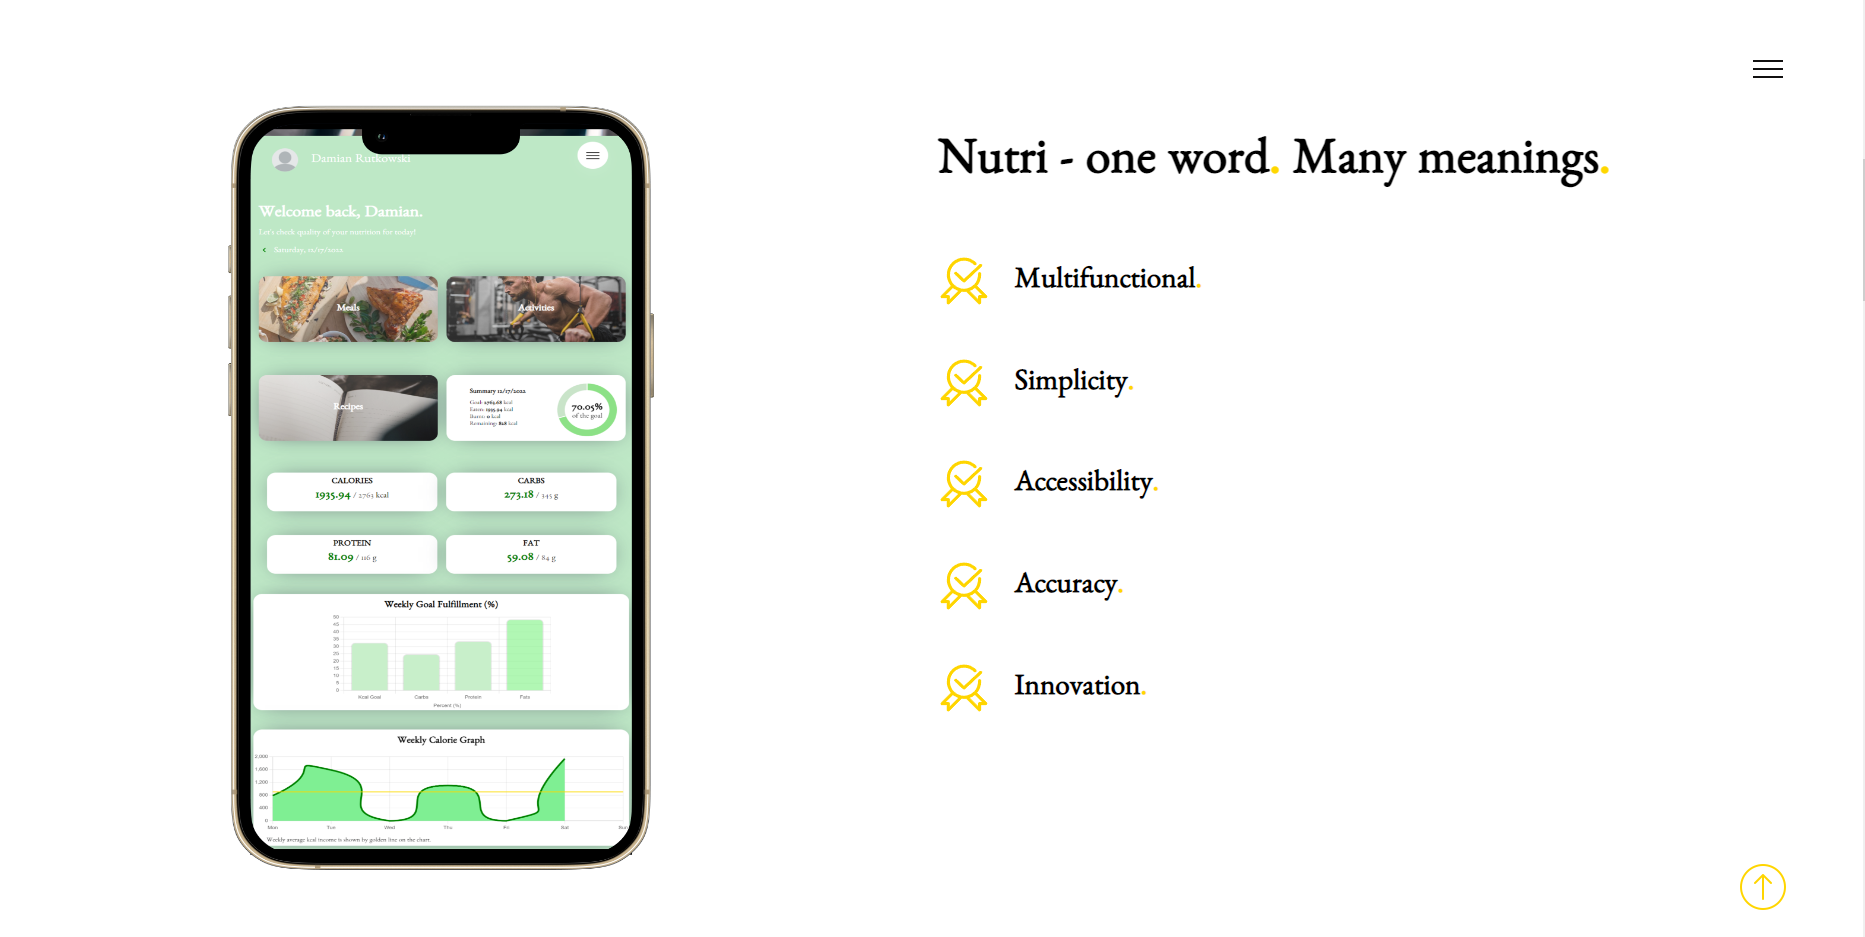 Damian Rutkowski
Welcome back, Damian.
Let's check quality of your nutrition for today!
Saturday, 12/17/2022
Meals
Activities
Recipes
Summary 12/17/2022
Goal: 2763.68 kcal
Eaten: 1935.94 kcal
Burnt: 0 kcal
Remaining: 828 kcal
70.05%
of the goal
CALORIES
1935.94 / 2763 kcal
CARBS
273.18 / 345 g
PROTEIN
81.09 / 116 g
FAT
59.08 / 84 g
Weekly Goal Fulfillment (%)
50
45
40
35
30
25
20
15
10
5
0
Kcal Goal Carbs Protein Fats
Percent (%)
Weekly Calorie Graph
2,000
1,600
1,200
800
400
0
Mon Tue Wed Thu Fri Sat Sun
Weekly average kcal income is shown by golden line on the chart.
Nutri - one word. Many meanings.
Multifunctional.
Simplicity.
Accessibility.
Accuracy.
Innovation.